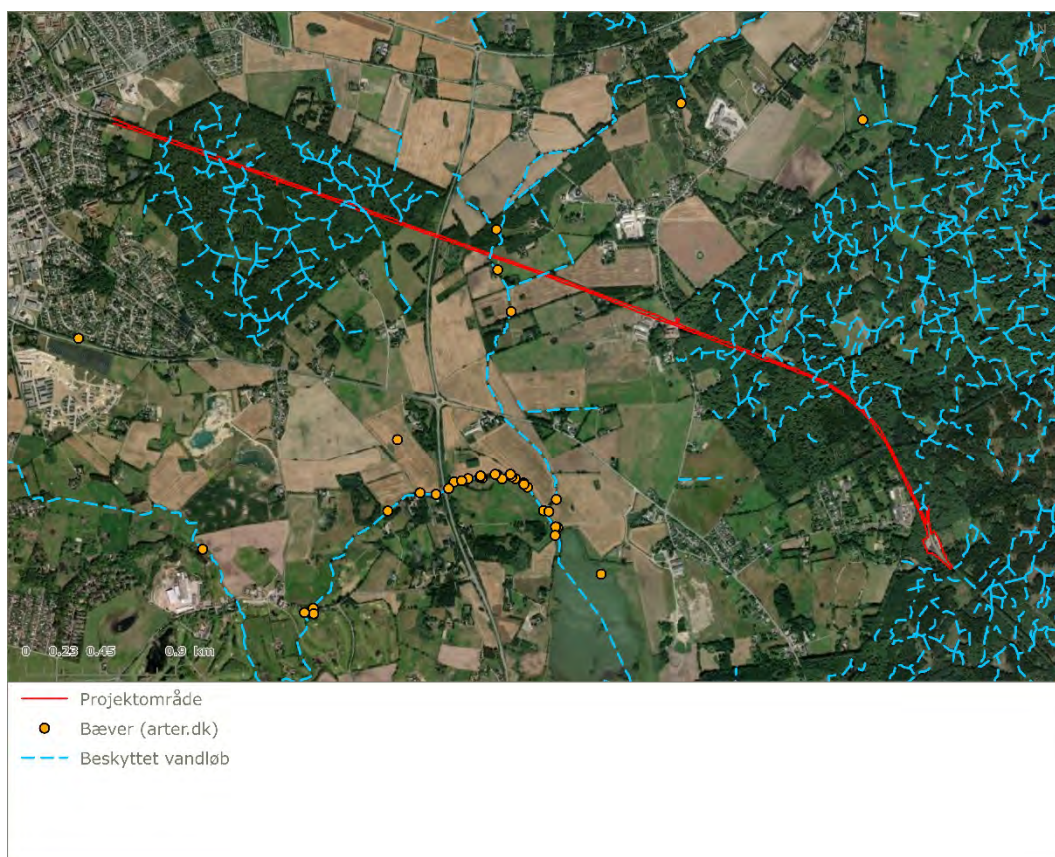 N
0 0.23 0.45 0.9 km
Projektområde
Bæver (arter.dk)
Beskyttet vandløb